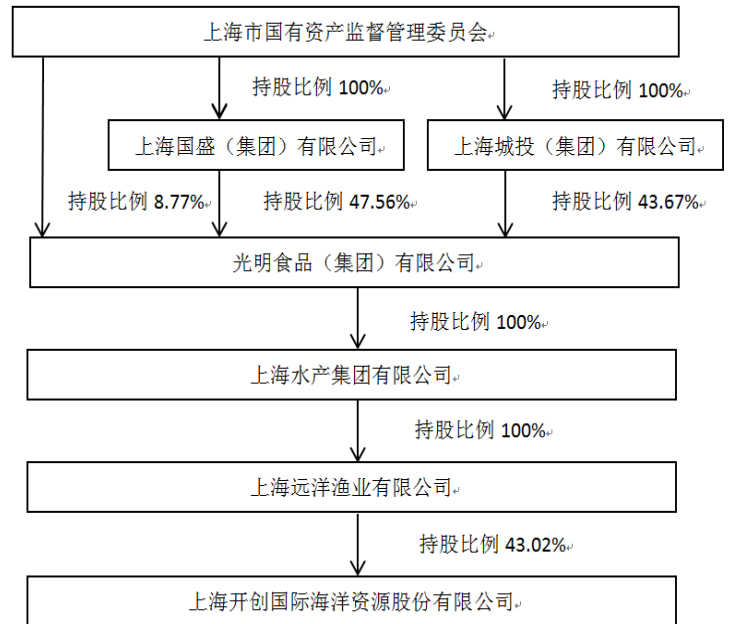 上海市国有资产监督管理委员会
持股比例 100%
持股比例 100%
上海国盛（集团）有限公司
上海城投（集团）有限公司
持股比例 8.77%
持股比例 47.56%
持股比例 43.67%
光明食品（集团）有限公司
持股比例 100%
上海水产集团有限公司
持股比例 100%
上海远洋渔业有限公司
持股比例 43.02%
上海开创国际海洋资源股份有限公司